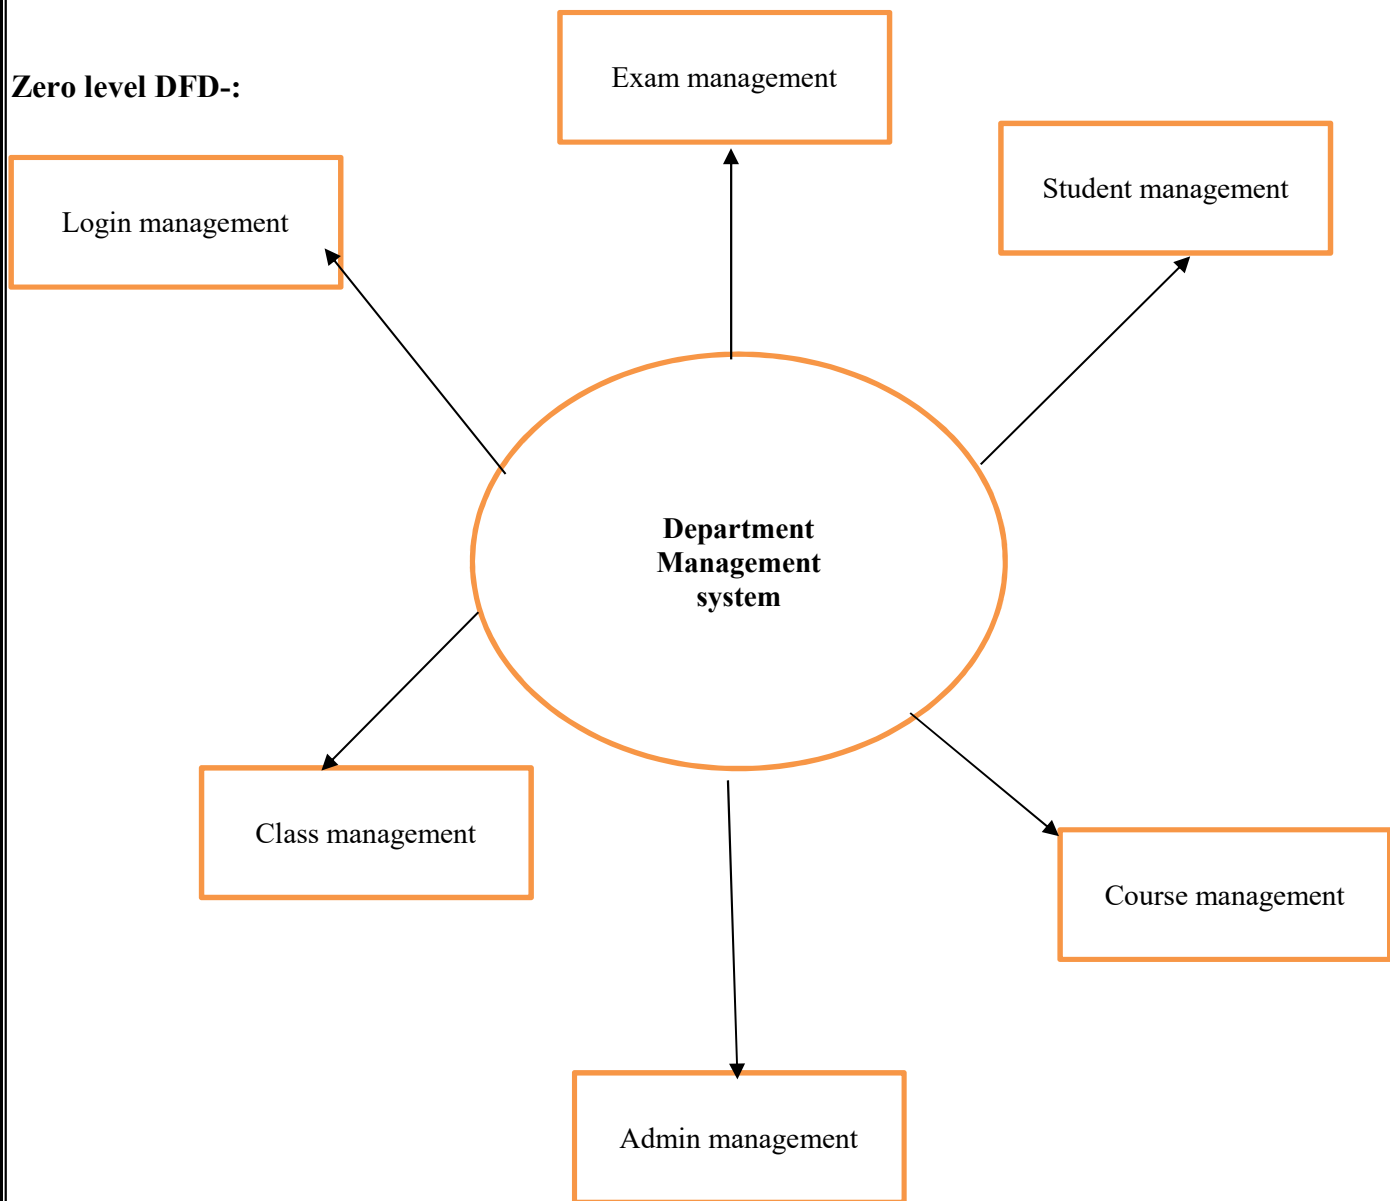 Exam management
Zero level DFD-:
Student management
Login management
Department
Management
system
Class management
Course management
Admin management